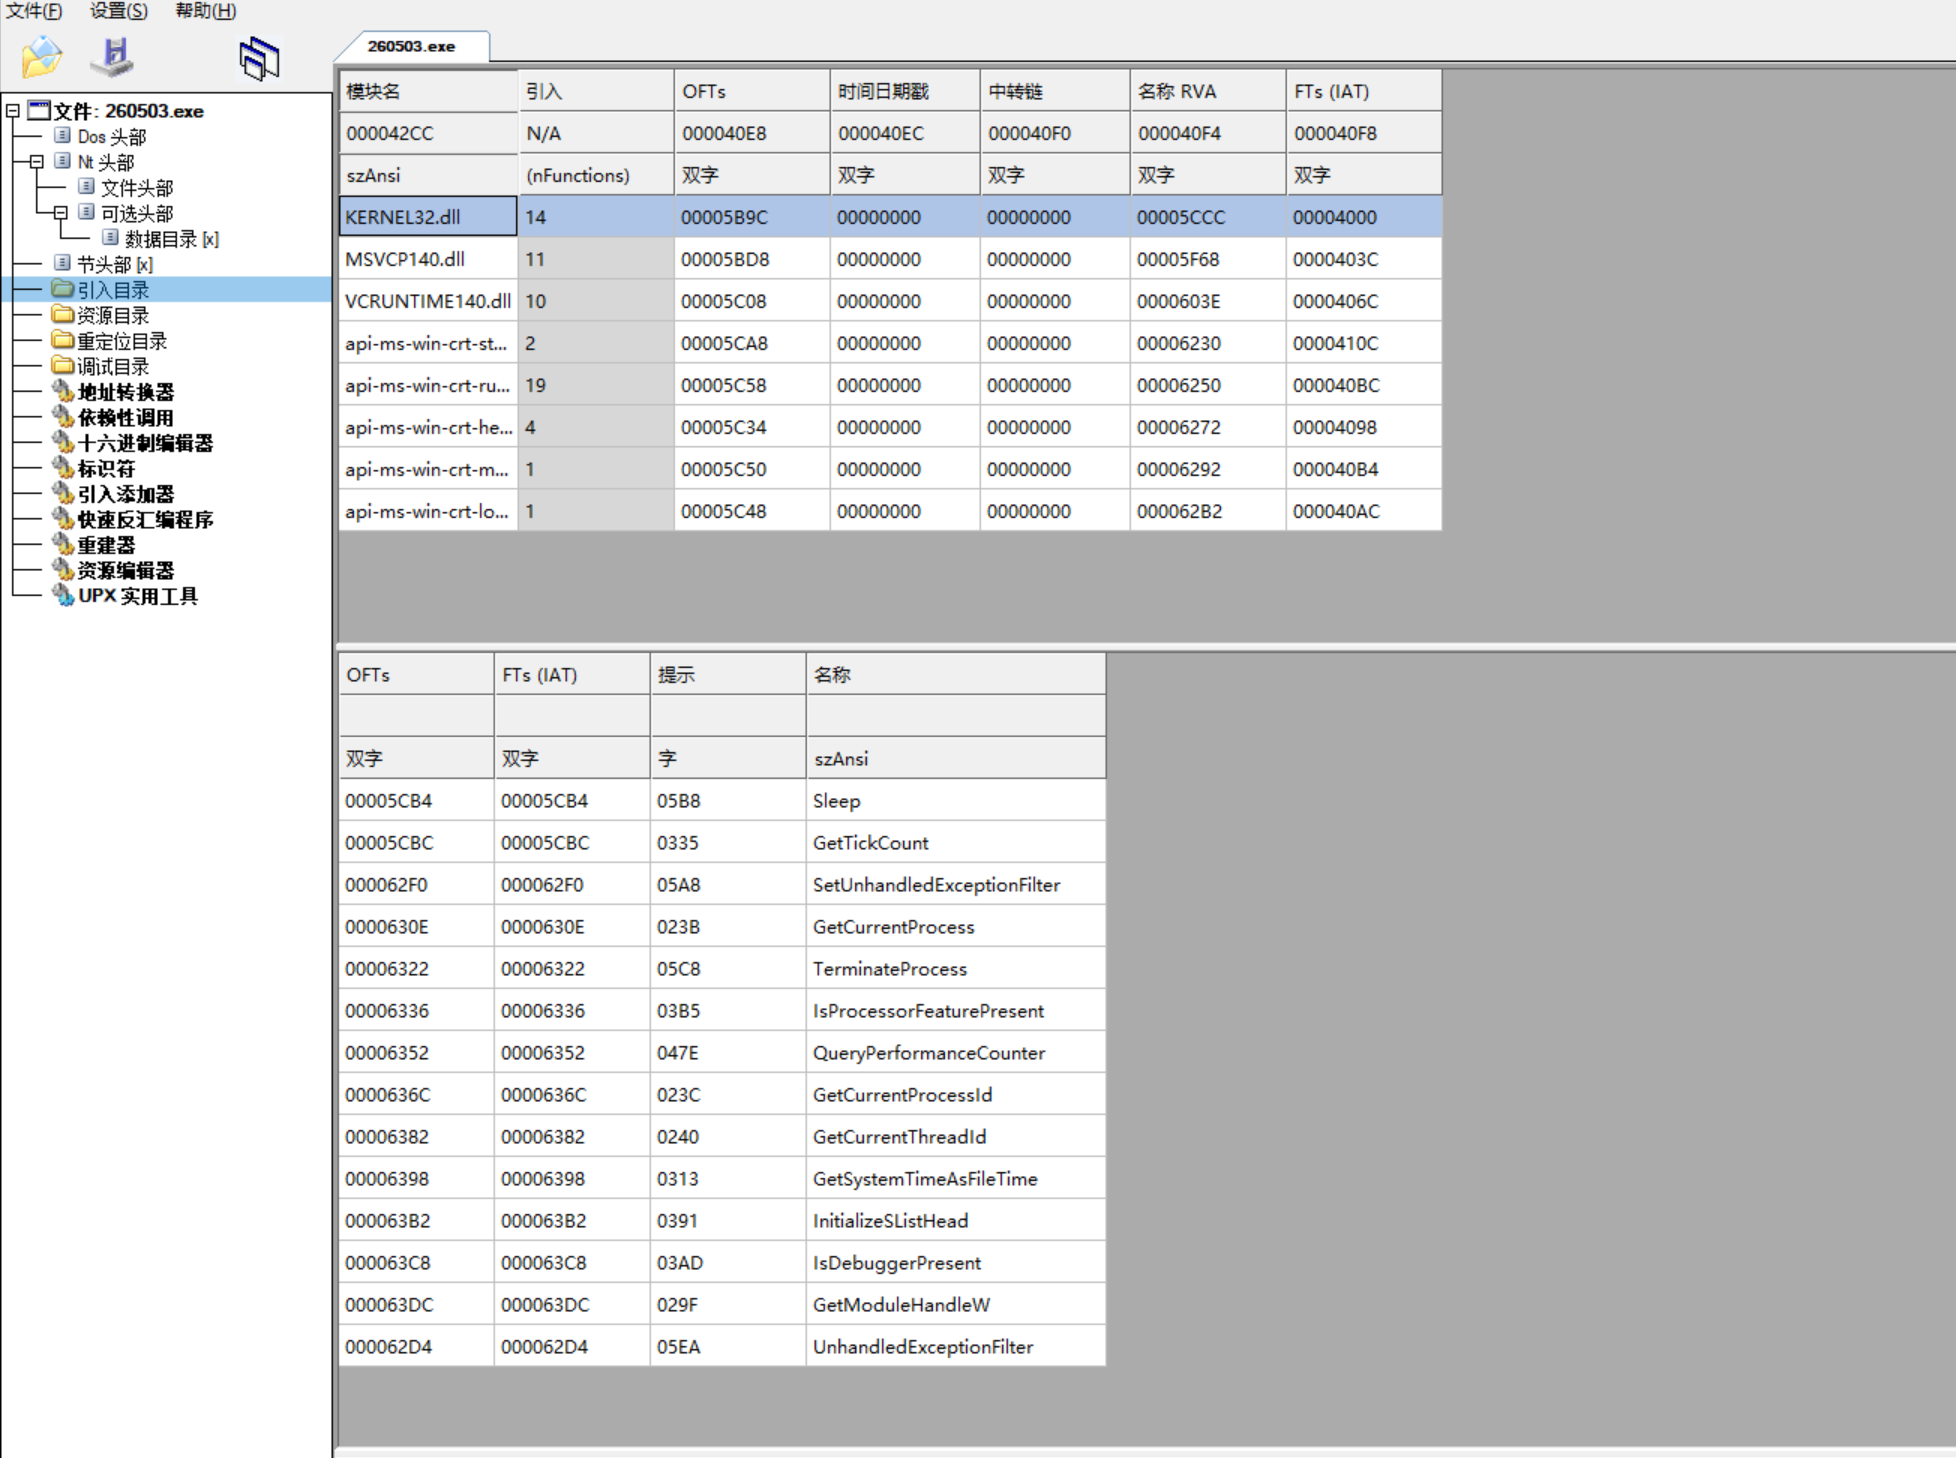 文件(F) 设置(S) 帮助(H)
260503.exe
文件: 260503.exe
Dos 头部
Nt 头部
文件头部
可选头部
数据目录 [x]
节头部 [x]
引入目录
资源目录
重定位目录
调试目录
地址转换器
依赖性调用
十六进制编辑器
标识符
引入添加器
快速反汇编程序
重建器
资源编辑器
UPX 实用工具
模块名 引入 OFTs 时间日期戳 中转链 名称 RVA FTs (IAT)
000042CC N/A 000040E8 000040EC 000040F0 000040F4 000040F8
szAnsi (nFunctions) 双字 双字 双字 双字 双字
KERNEL32.dll 14 00005B9C 00000000 00000000 00005CCC 00004000
MSVCP140.dll 11 00005BD8 00000000 00000000 00005F68 0000403C
VCRUNTIME140.dll 10 00005C08 00000000 00000000 0000603E 0000406C
api-ms-win-crt-st... 2 00005CA8 00000000 00000000 00006230 0000410C
api-ms-win-crt-ru... 19 00005C58 00000000 00000000 00006250 000040BC
api-ms-win-crt-he... 4 00005C34 00000000 00000000 00006272 00004098
api-ms-win-crt-m... 1 00005C50 00000000 00000000 00006292 000040B4
api-ms-win-crt-lo... 1 00005C48 00000000 00000000 000062B2 000040AC
OFTs FTs (IAT) 提示 名称
双字 双字 字 szAnsi
00005CB4 00005CB4 05B8 Sleep
00005CBC 00005CBC 0335 GetTickCount
000062F0 000062F0 05A8 SetUnhandledExceptionFilter
0000630E 0000630E 023B GetCurrentProcess
00006322 00006322 05C8 TerminateProcess
00006336 00006336 03B5 IsProcessorFeaturePresent
00006352 00006352 047E QueryPerformanceCounter
0000636C 0000636C 023C GetCurrentProcessId
00006382 00006382 0240 GetCurrentThreadId
00006398 00006398 0313 GetSystemTimeAsFileTime
000063B2 000063B2 0391 InitializeSListHead
000063C8 000063C8 03AD IsDebuggerPresent
000063DC 000063DC 029F GetModuleHandleW
000062D4 000062D4 05EA UnhandledExceptionFilter